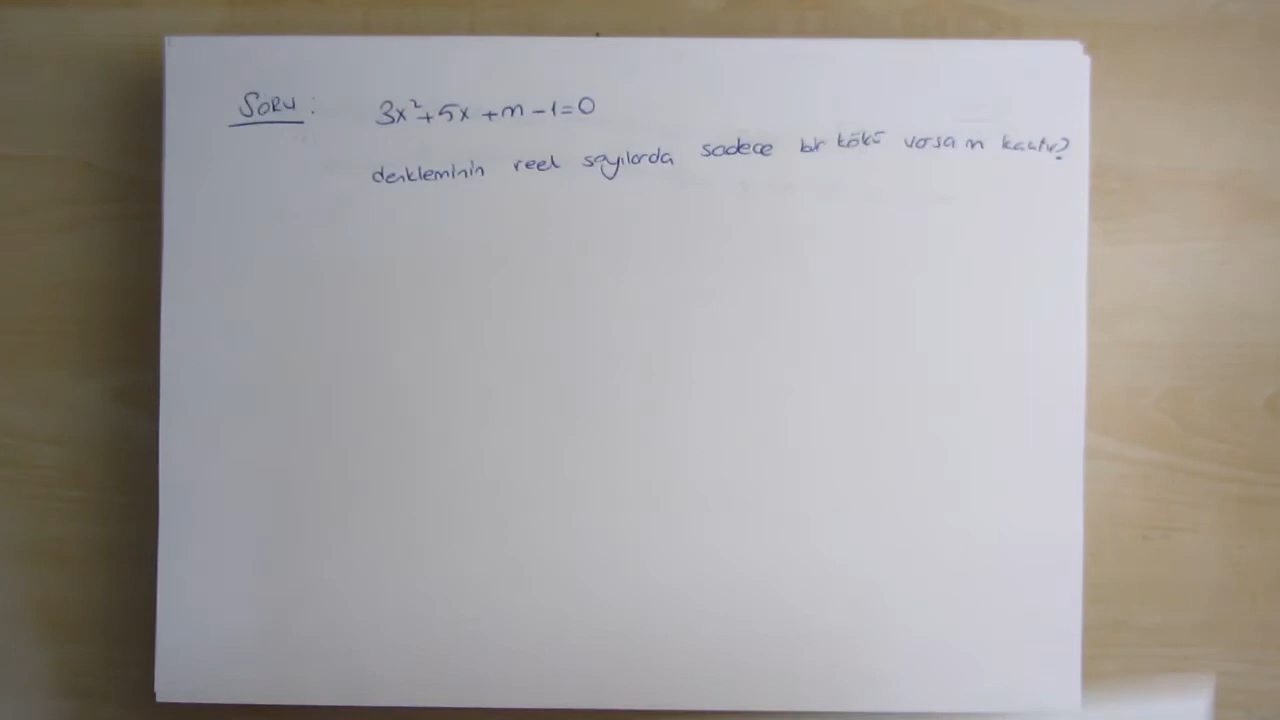 SORU : 3x²+5x+m-1=0
denkleminin reel sayılarda sadece bir kökü varsa m kaçtır?